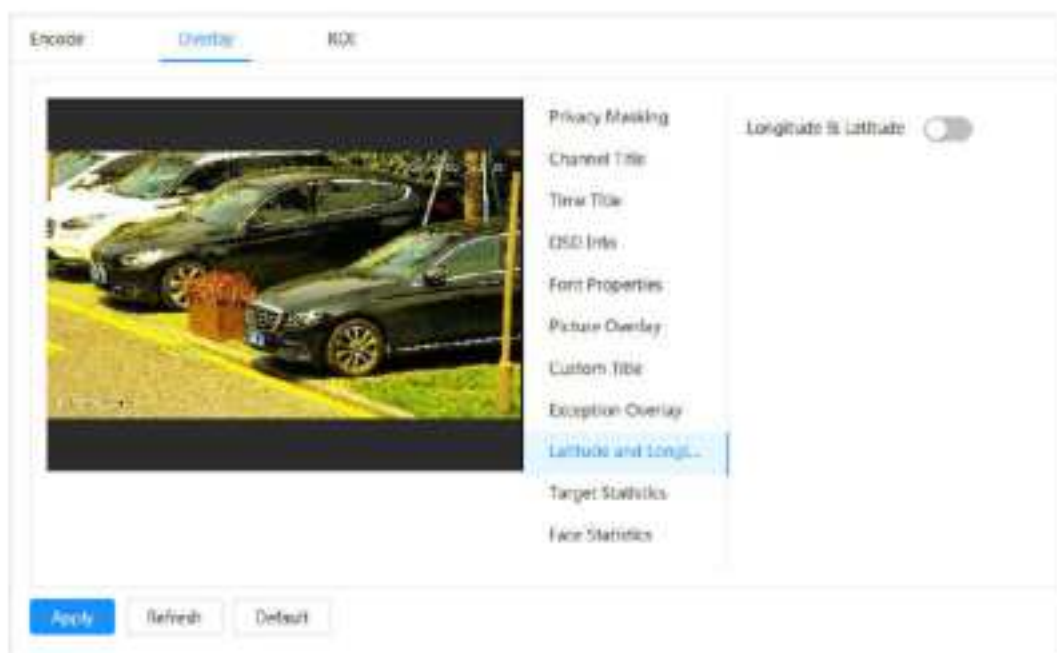 Encode Overlay ROI
Privacy Masking
Longitude & Latitude
Channel Title
Time Title
OSD Info
Font Properties
Picture Overlay
Custom Title
Exception Overlay
Latitude and Longi...
Target Statistics
Face Statistics
Apply Refresh Default